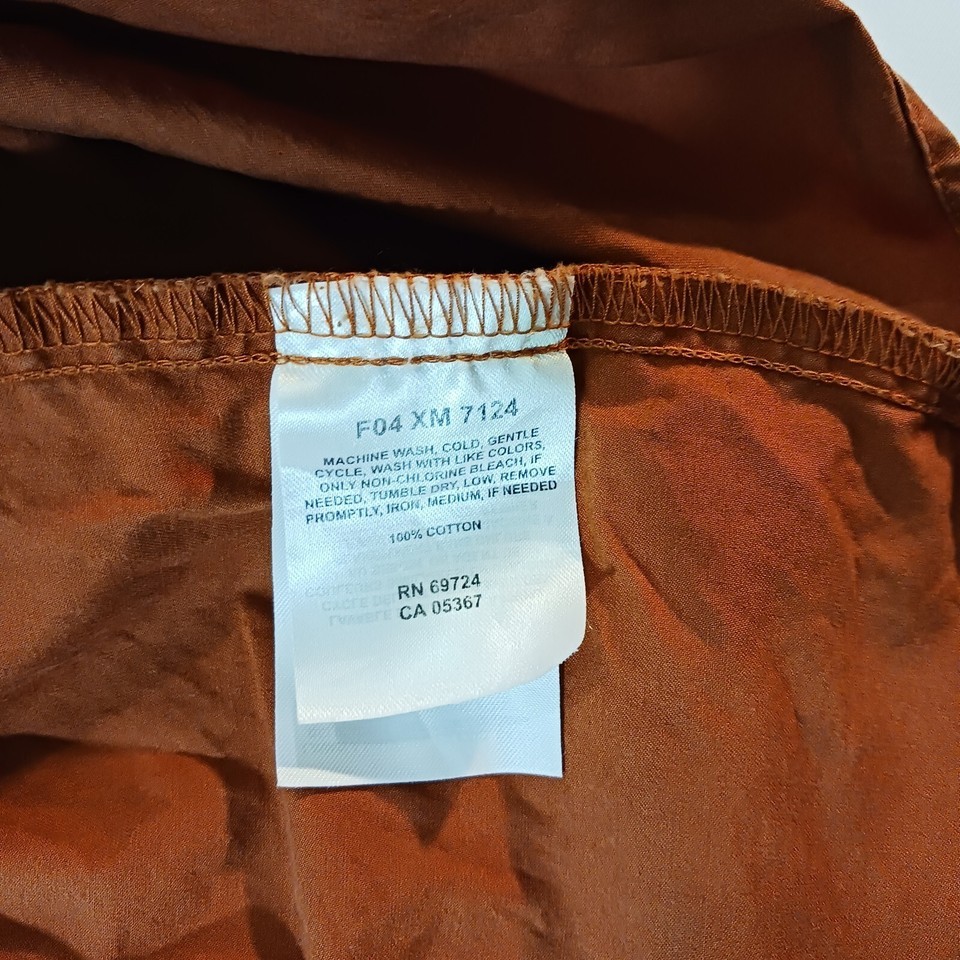 F04 XM 7124
MACHINE WASH, COLD, GENTLE
CYCLE, WASH WITH LIKE COLORS,
ONLY NON-CHLORINE BLEACH, IF
NEEDED, TUMBLE DRY, LOW, REMOVE
PROMPTLY, IRON, MEDIUM, IF NEEDED
100% COTTON
RN 69724
CA 05367